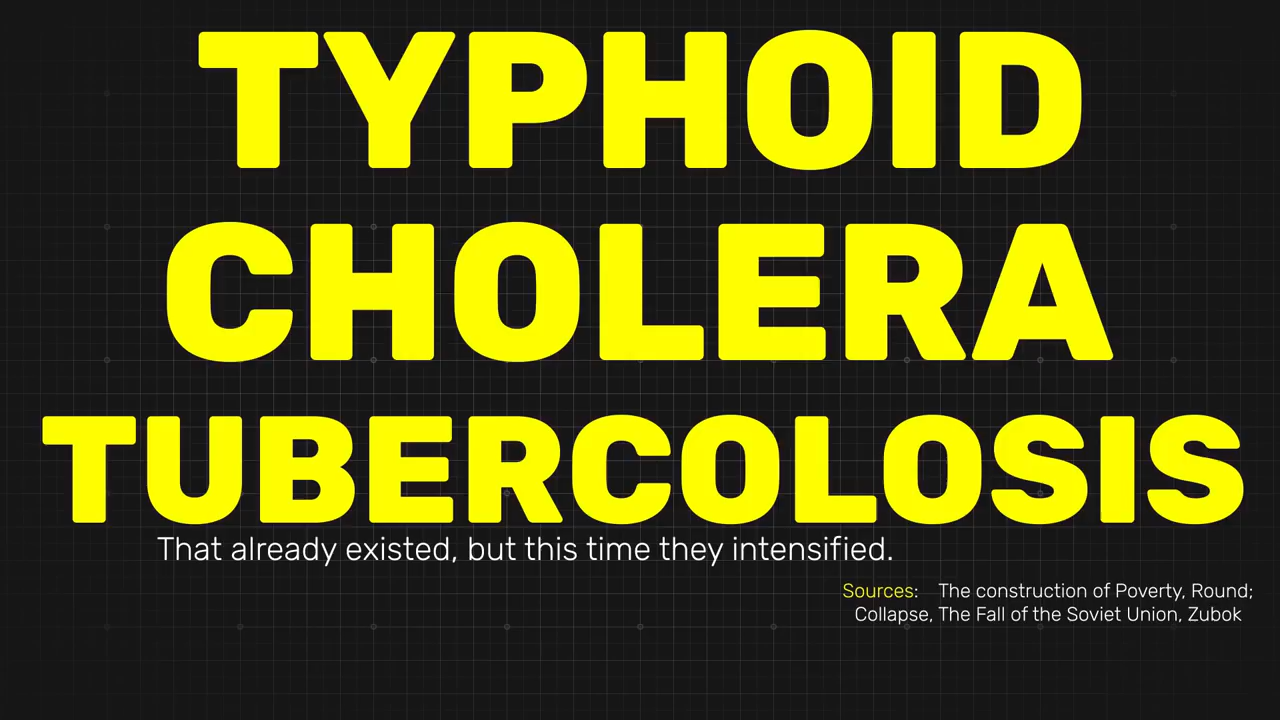 TYPHOID
CHOLERA
TUBERCOLOSIS
That already existed, but this time they intensified.
Sources: The construction of Poverty, Round;
Collapse, The Fall of the Soviet Union, Zubok